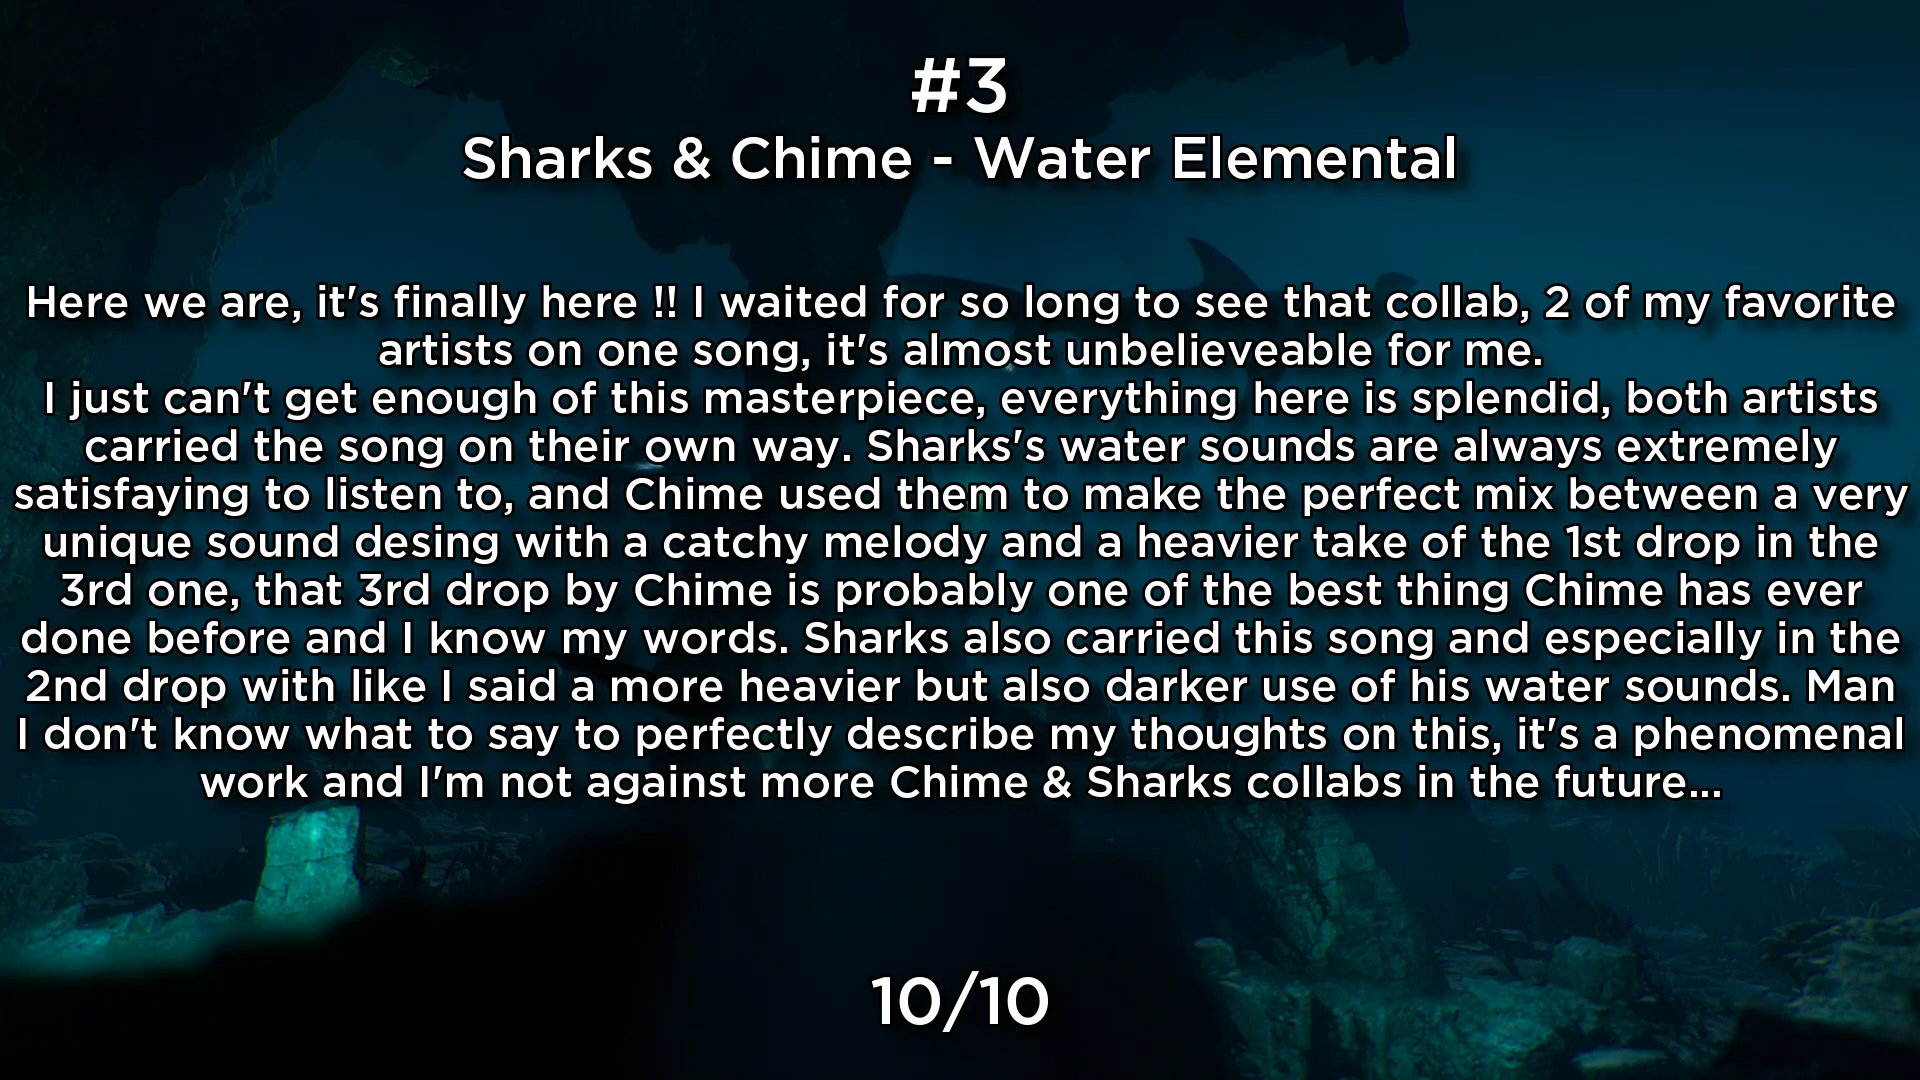 #3
Sharks & Chime - Water Elemental
Here we are, it's finally here !! I waited for so long to see that collab, 2 of my favorite
artists on one song, it's almost unbelieveable for me.
I just can't get enough of this masterpiece, everything here is splendid, both artists
carried the song on their own way. Sharks's water sounds are always extremely
satisfaying to listen to, and Chime used them to make the perfect mix between a very
unique sound desing with a catchy melody and a heavier take of the 1st drop in the
3rd one, that 3rd drop by Chime is probably one of the best thing Chime has ever
done before and I know my words. Sharks also carried this song and especially in the
2nd drop with like I said a more heavier but also darker use of his water sounds. Man
I don't know what to say to perfectly describe my thoughts on this, it's a phenomenal
work and I'm not against more Chime & Sharks collabs in the future...
10/10